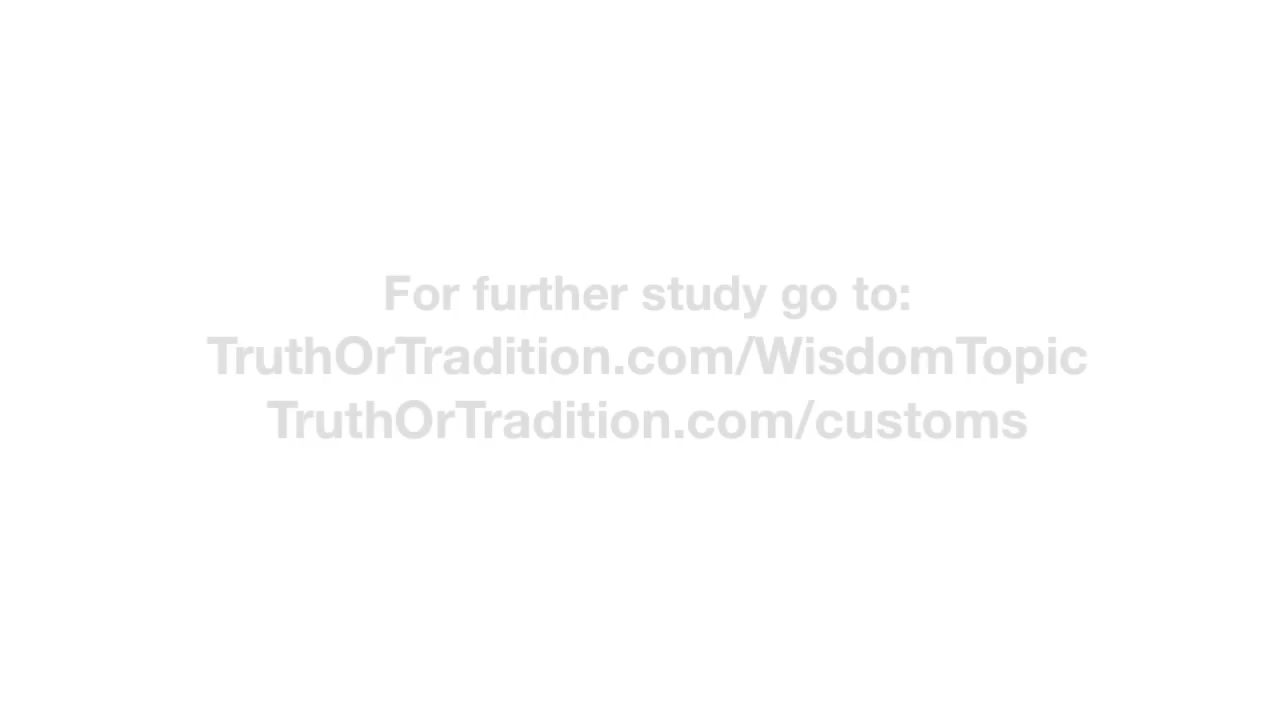 For further study go to:
TruthOrTradition.com/WisdomTopic
TruthOrTradition.com/customs